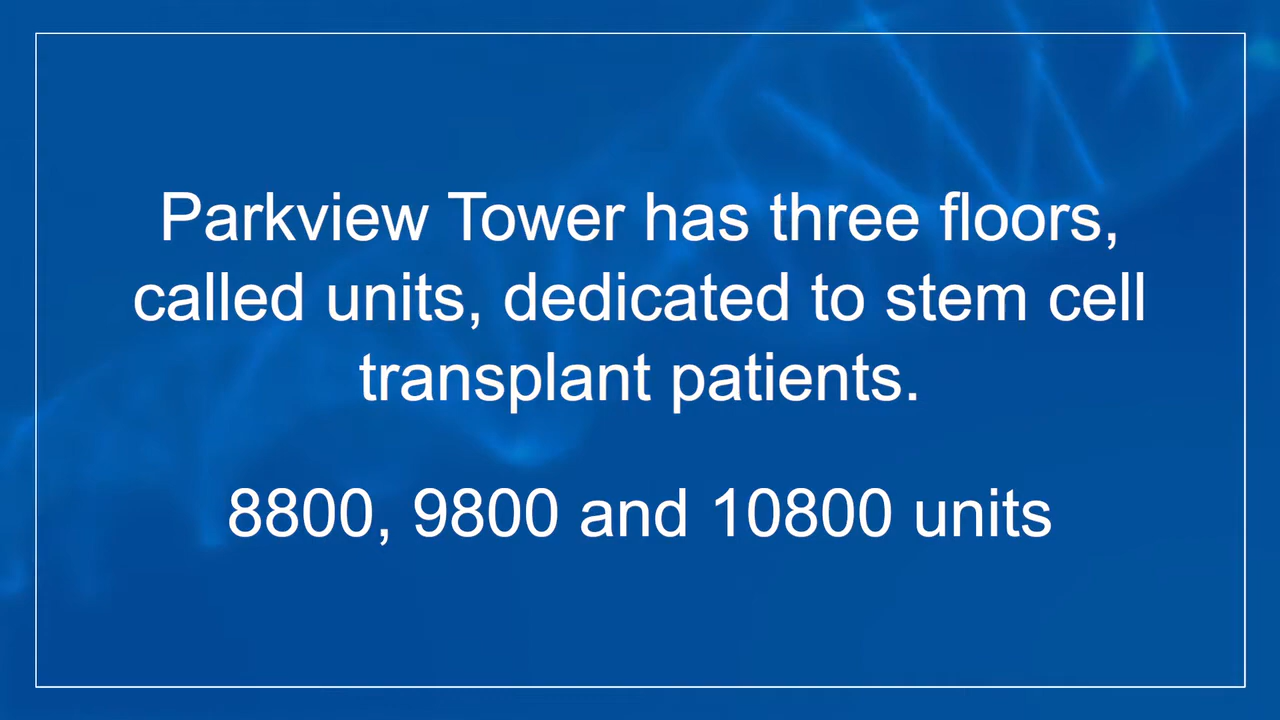 Parkview Tower has three floors,
called units, dedicated to stem cell
transplant patients.
8800, 9800 and 10800 units